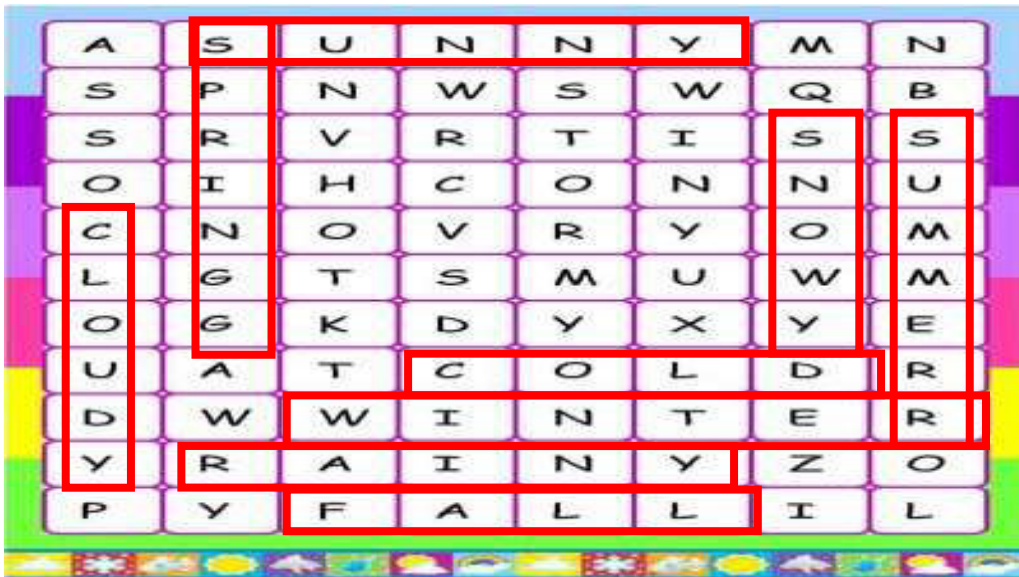 A S U N N Y M N
S P N W S W Q B
S R V R T I S S
O I H C O N N U
C N O V R Y O M
L G T S M U W M
O G K D Y X Y E
U A T C O L D R
D W W I N T E R
Y R A I N Y Z O
P Y F A L L I L